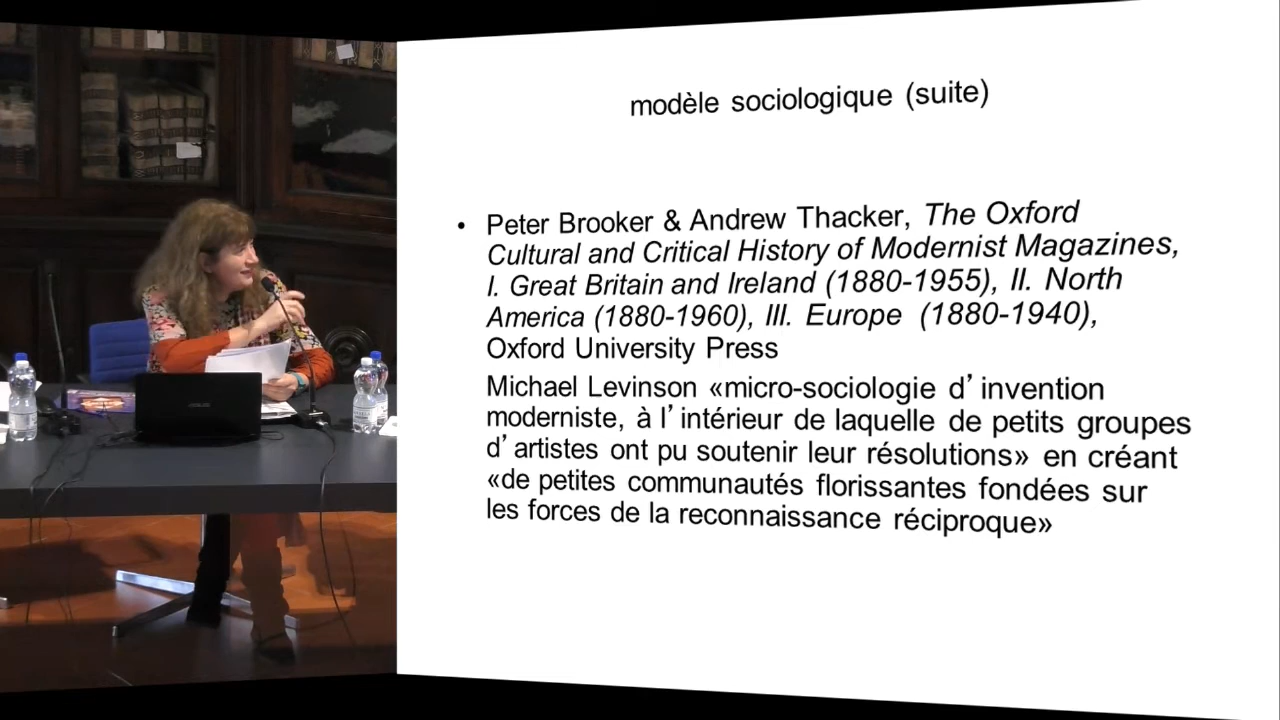 modèle sociologique (suite)
• Peter Brooker & Andrew Thacker, The Oxford
Cultural and Critical History of Modernist Magazines,
I. Great Britain and Ireland (1880-1955), II. North
America (1880-1960), III. Europe (1880-1940),
Oxford University Press
Michael Levinson «micro-sociologie d’invention
moderniste, à l’intérieur de laquelle de petits groupes
d’artistes ont pu soutenir leur résolutions» en créant
«de petites communautés florissantes fondées sur
les forces de la reconnaissance réciproque»
ASUS